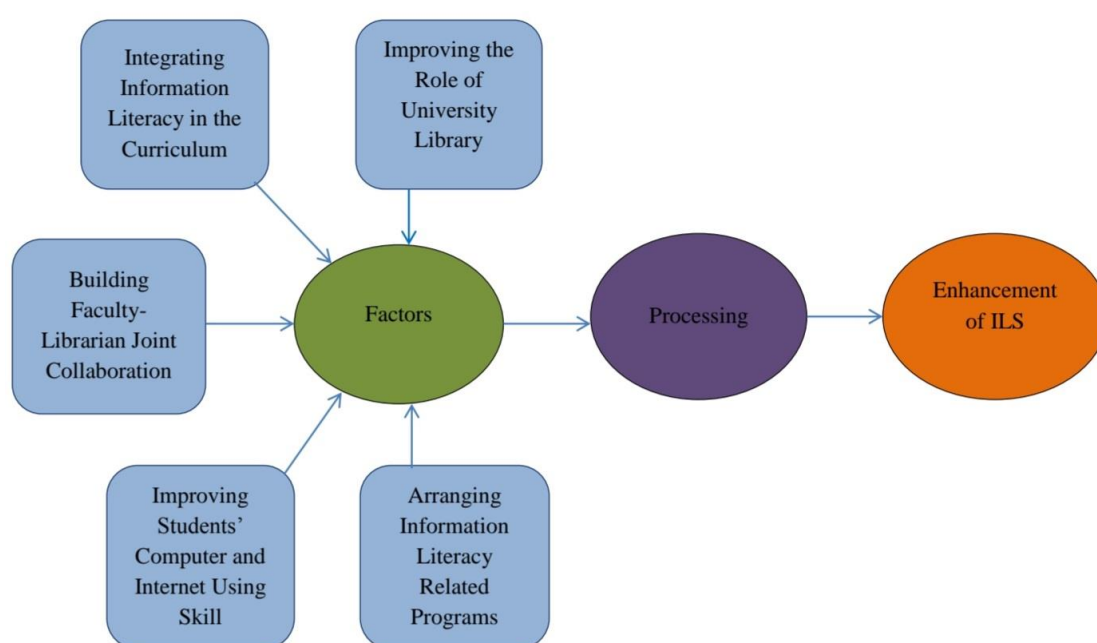 Integrating
Information
Literacy in the
Curriculum
Improving the
Role of
University
Library
Building
Faculty-
Librarian Joint
Collaboration
Factors
Processing
Enhancement
of ILS
Improving
Students’
Computer and
Internet Using
Skill
Arranging
Information
Literacy
Related
Programs